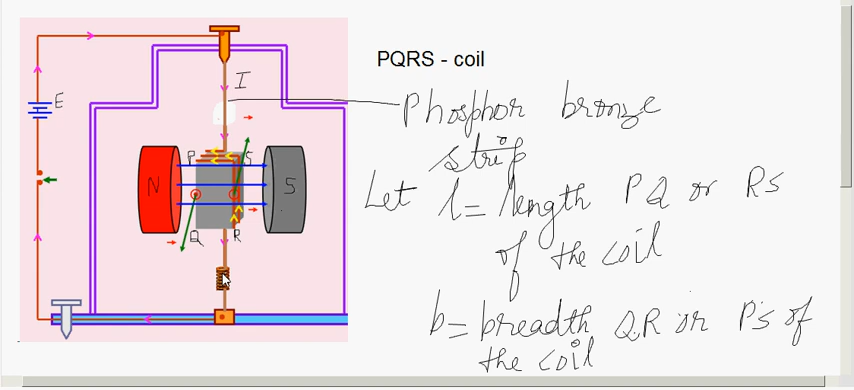 PQRS - coil
I
E
Phosphor bronze
strip
P
S
N
S
Let l = length PQ or RS
of the coil
Q
R
b = breadth QR or PS of
the coil